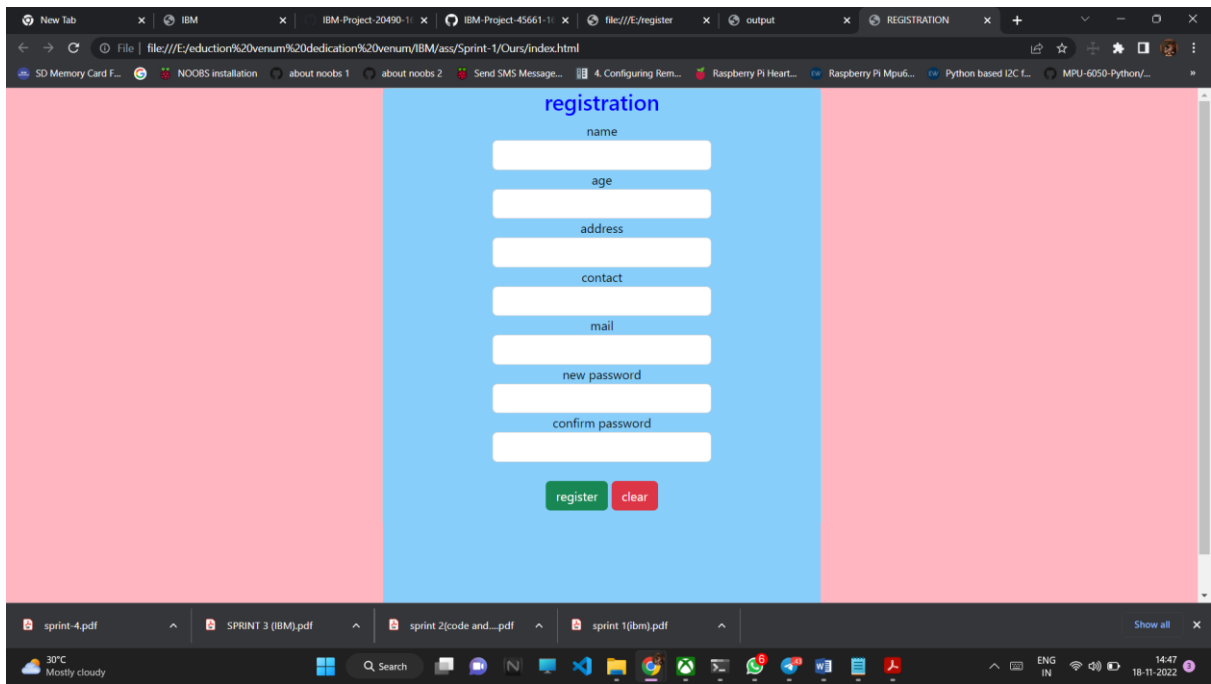 New Tab
IBM
IBM-Project-20490-1(
IBM-Project-45661-1(
file:///E:/register
output
REGISTRATION
File | file:///E:/eduction%20venum%20dedication%20venum/IBM/ass/Sprint-1/Ours/index.html
SD Memory Card F...
NOOBS installation
about noobs 1
about noobs 2
Send SMS Message...
4. Configuring Rem...
Raspberry Pi Heart...
Raspberry Pi Mpu6...
Python based I2C f...
MPU-6050-Python/...
»
registration
name
age
address
contact
mail
new password
confirm password
register clear
sprint-4.pdf
SPRINT 3 (IBM).pdf
sprint 2(code and....pdf
sprint 1(ibm).pdf
Show all
30°C
Mostly cloudy
Search
6
ENG
IN
14:47
18-11-2022
3